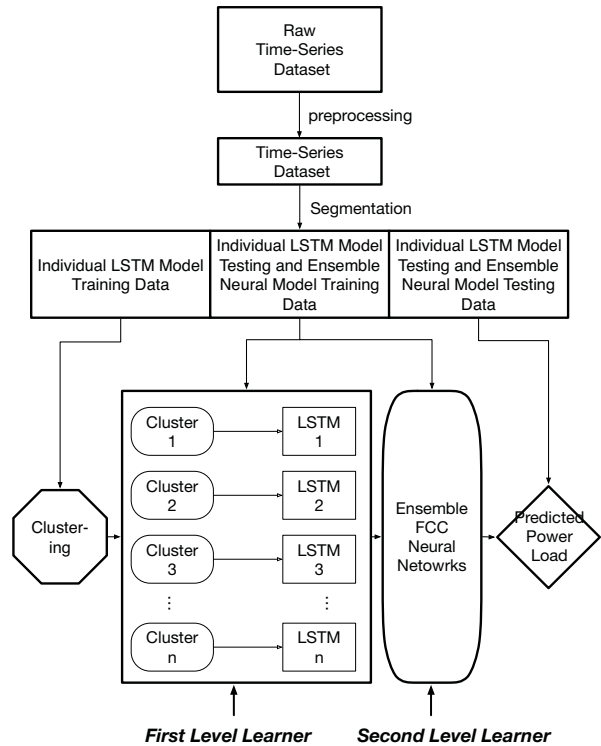 Raw
Time-Series
Dataset
preprocessing
Time-Series
Dataset
Segmentation
Individual LSTM Model
Training Data
Individual LSTM Model
Testing and Ensemble
Neural Model Training
Data
Individual LSTM Model
Testing and Ensemble
Neural Model Testing
Data
Cluster-
ing
Cluster
1
LSTM
1
Cluster
2
LSTM
2
Cluster
3
LSTM
3
⋮
⋮
Cluster
n
LSTM
n
Ensemble
FCC
Neural
Netowrks
Predicted
Power
Load
First Level Learner
Second Level Learner